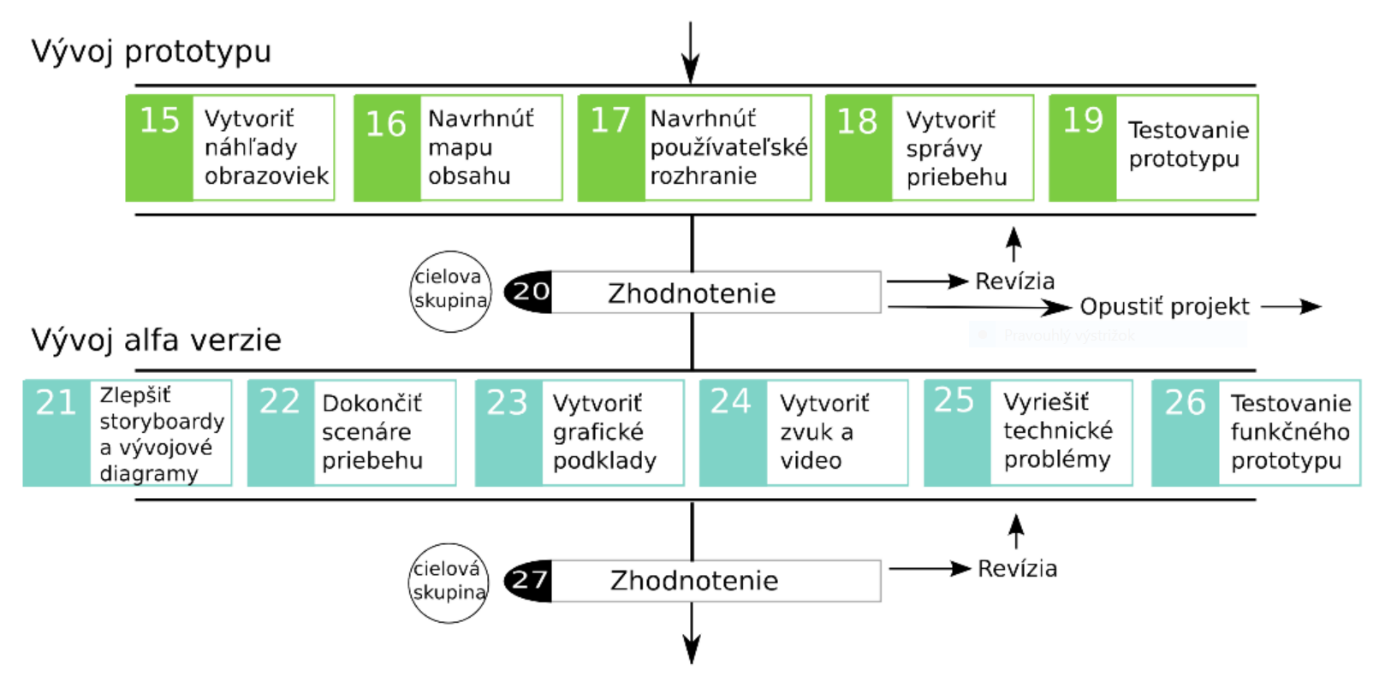 Vývoj prototypu
15
Vytvoriť
náhľady
obrazoviek
16
Navrhnúť
mapu
obsahu
17
Navrhnúť
používateľské
rozhranie
18
Vytvoriť
správy
priebehu
19
Testovanie
prototypu
cielova
skupina
20
Zhodnotenie
Revízia
Opustiť projekt
Pravouhlý výstrižok
Vývoj alfa verzie
21
Zlepšiť
storyboardy
a vývojové
diagramy
22
Dokončiť
scenáre
priebehu
23
Vytvoriť
grafické
podklady
24
Vytvoriť
zvuk a
video
25
Vyriešiť
technické
problémy
26
Testovanie
funkčného
prototypu
cielová
skupina
27
Zhodnotenie
Revízia